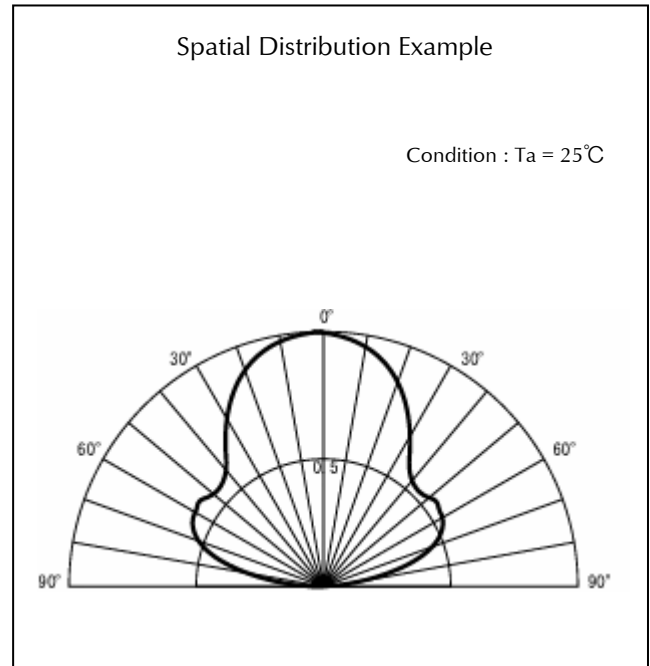 Spatial Distribution Example
Condition : Ta = 25℃
0°
30° 30°
60° 60°
0.5
90° 90°